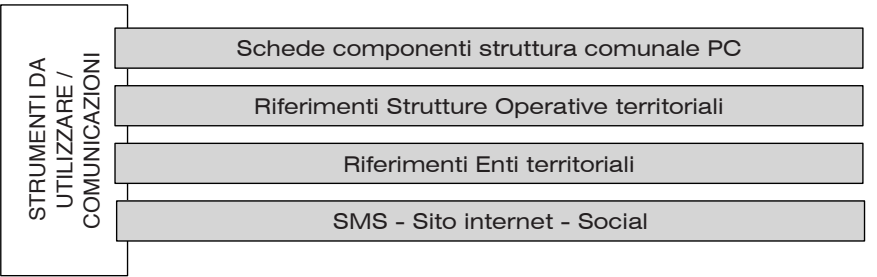 STRUMENTI DA
UTILIZZARE /
COMUNICAZIONI
Schede componenti struttura comunale PC
Riferimenti Strutture Operative territoriali
Riferimenti Enti territoriali
SMS - Sito internet - Social